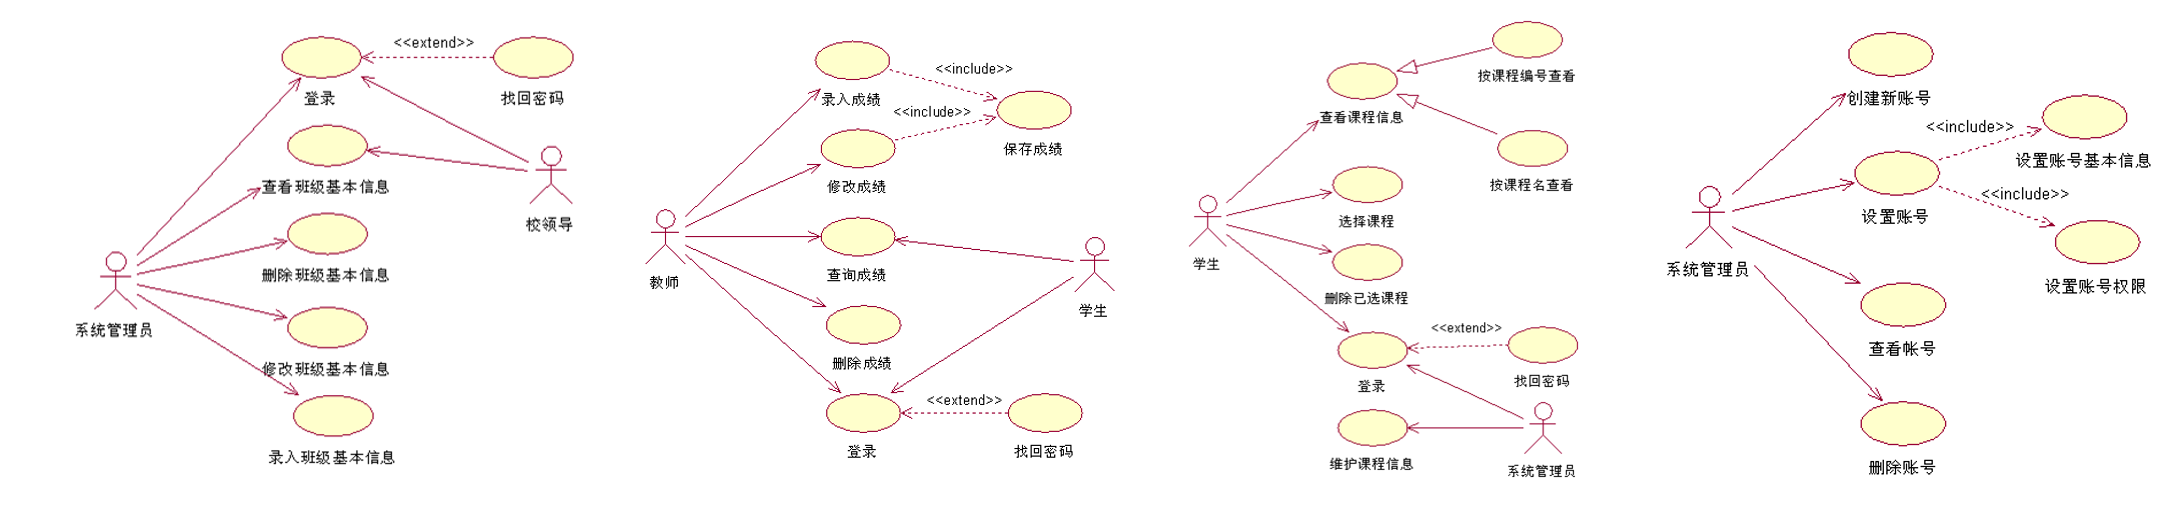 <<extend>>
登录
找回密码
查看班级基本信息
校领导
删除班级基本信息
系统管理员
修改班级基本信息
录入班级基本信息
<<include>>
录入成绩
<<include>>
保存成绩
修改成绩
查询成绩
教师
学生
删除成绩
<<extend>>
登录
找回密码
按课程编号查看
查看课程信息
按课程名查看
选择课程
学生
删除已选课程
<<extend>>
登录
找回密码
维护课程信息
系统管理员
创建新账号
<<include>>
设置账号基本信息
<<include>>
设置账号
系统管理员
设置账号权限
查看帐号
删除账号